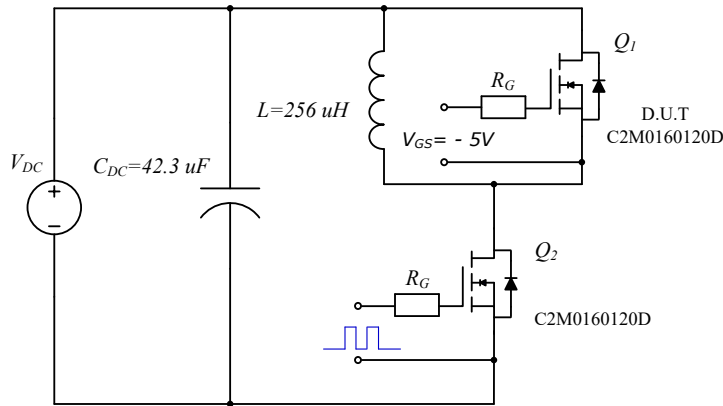 Q1
RG
L=256 uH
D.U.T
C2M0160120D
VGS= - 5V
VDC
CDC=42.3 uF
+
−
Q2
RG
C2M0160120D